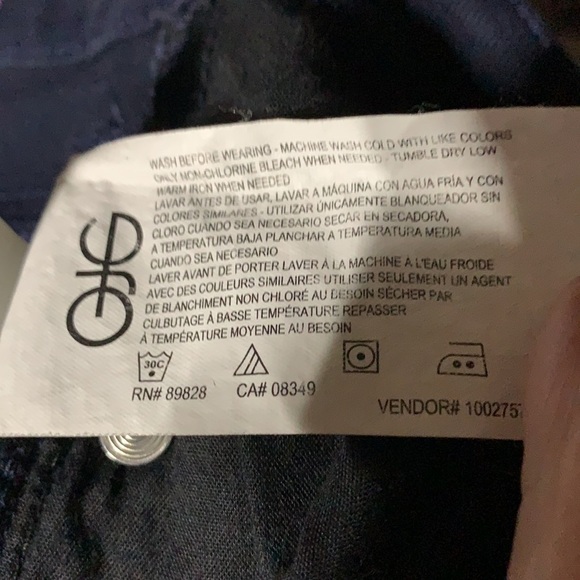 WASH BEFORE WEARING - MACHINE WASH COLD WITH LIKE COLORS
ONLY NON-CHLORINE BLEACH WHEN NEEDED - TUMBLE DRY LOW
WARM IRON WHEN NEEDED
LAVAR ANTES DE USAR, LAVAR A MÁQUINA CON AGUA FRÍA Y CON
COLORES SIMILARES - UTILIZAR ÚNICAMENTE BLANQUEADOR SIN
CLORO CUANDO SEA NECESARIO SECAR EN SECADORA,
A TEMPERATURA BAJA PLANCHAR A TEMPERATURA MEDIA
CUANDO SEA NECESARIO
LAVER AVANT DE PORTER LAVER À LA MACHINE A L'EAU FROIDE
AVEC DES COULEURS SIMILAIRES UTILISER SEULEMENT UN AGENT
DE BLANCHIMENT NON CHLORÉ AU BESOIN SÉCHER PAR
CULBUTAGE À BASSE TEMPÉRATURE REPASSER
À TEMPÉRATURE MOYENNE AU BESOIN
30C
RN# 89828 CA# 08349
VENDOR# 100275